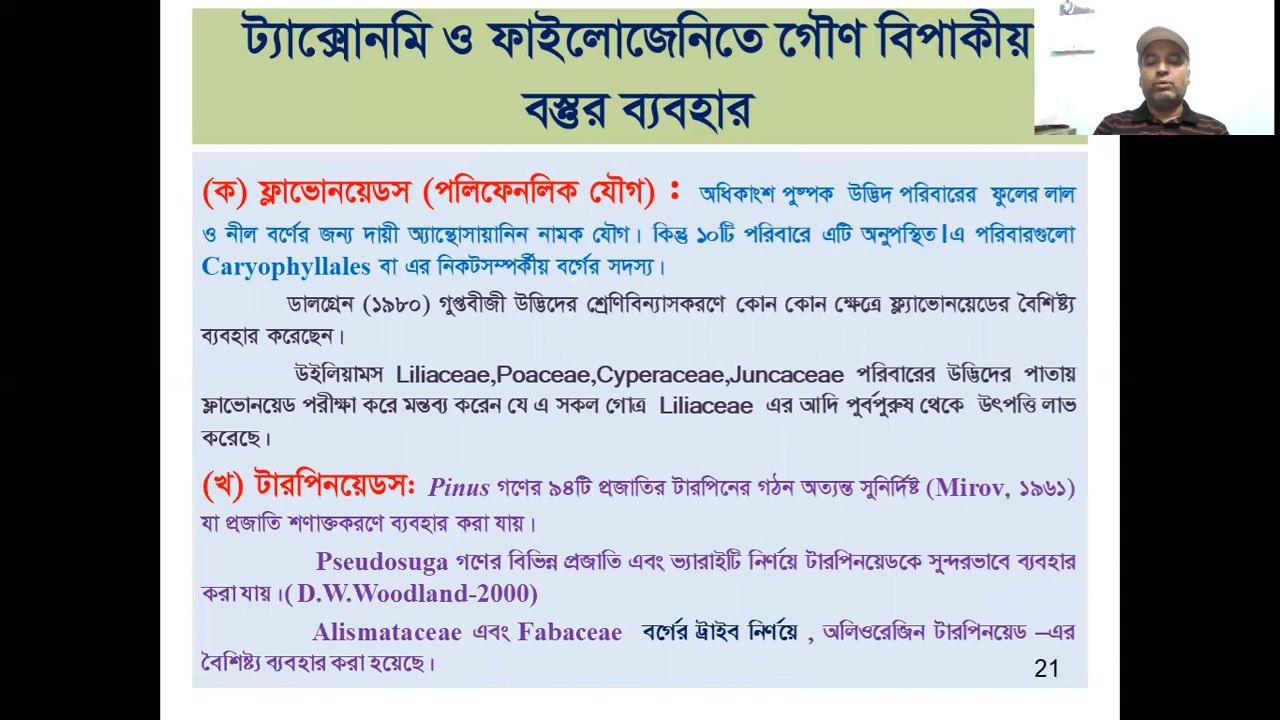 ট্যাক্সোনমি ও ফাইলোজেনিতে গৌণ বিপাকীয়
বস্তুর ব্যবহার
(ক) ফ্লাভোনয়েডস (পলিফেনলিক যৌগ) : অধিকাংশ পুষ্পক উদ্ভিদ পরিবারের ফুলের লাল
ও নীল বর্ণের জন্য দায়ী অ্যান্থোসায়ানিন নামক যৌগ। কিন্তু ১০টি পরিবারে এটি অনুপস্থিত।এ পরিবারগুলো
Caryophyllales বা এর নিকটসম্পর্কীয় বর্গের সদস্য।
ডালগ্রেন (১৯৮০) গুপ্তবীজী উদ্ভিদের শ্রেণিবিন্যাসকরণে কোন কোন ক্ষেত্রে ফ্ল্যাভোনয়েডের বৈশিষ্ট্য
ব্যবহার করেছেন।
উইলিয়ামস Liliaceae,Poaceae,Cyperaceae,Juncaceae পরিবারের উদ্ভিদের পাতায়
ফ্লাভোনয়েড পরীক্ষা করে মন্তব্য করেন যে এ সকল গোত্র Liliaceae এর আদি পুর্বপুরুষ থেকে উৎপত্তি লাভ
করেছে।
(খ) টারপিনয়েডস: Pinus গণের ৯৪টি প্রজাতির টারপিনের গঠন অত্যন্ত সুনির্দিষ্ট (Mirov, ১৯৬১)
যা প্রজাতি শণাক্তকরণে ব্যবহার করা যায়।
Pseudosuga গণের বিভিন্ন প্রজাতি এবং ভ্যারাইটি নির্ণয়ে টারপিনয়েডকে সুন্দরভাবে ব্যবহার
করা যায়।( D.W.Woodland-2000)
Alismataceae এবং Fabaceae বর্গের ট্রাইব নির্ণয়ে , অলিওরেজিন টারপিনয়েড –এর
বৈশিষ্ট্য ব্যবহার করা হয়েছে।
21